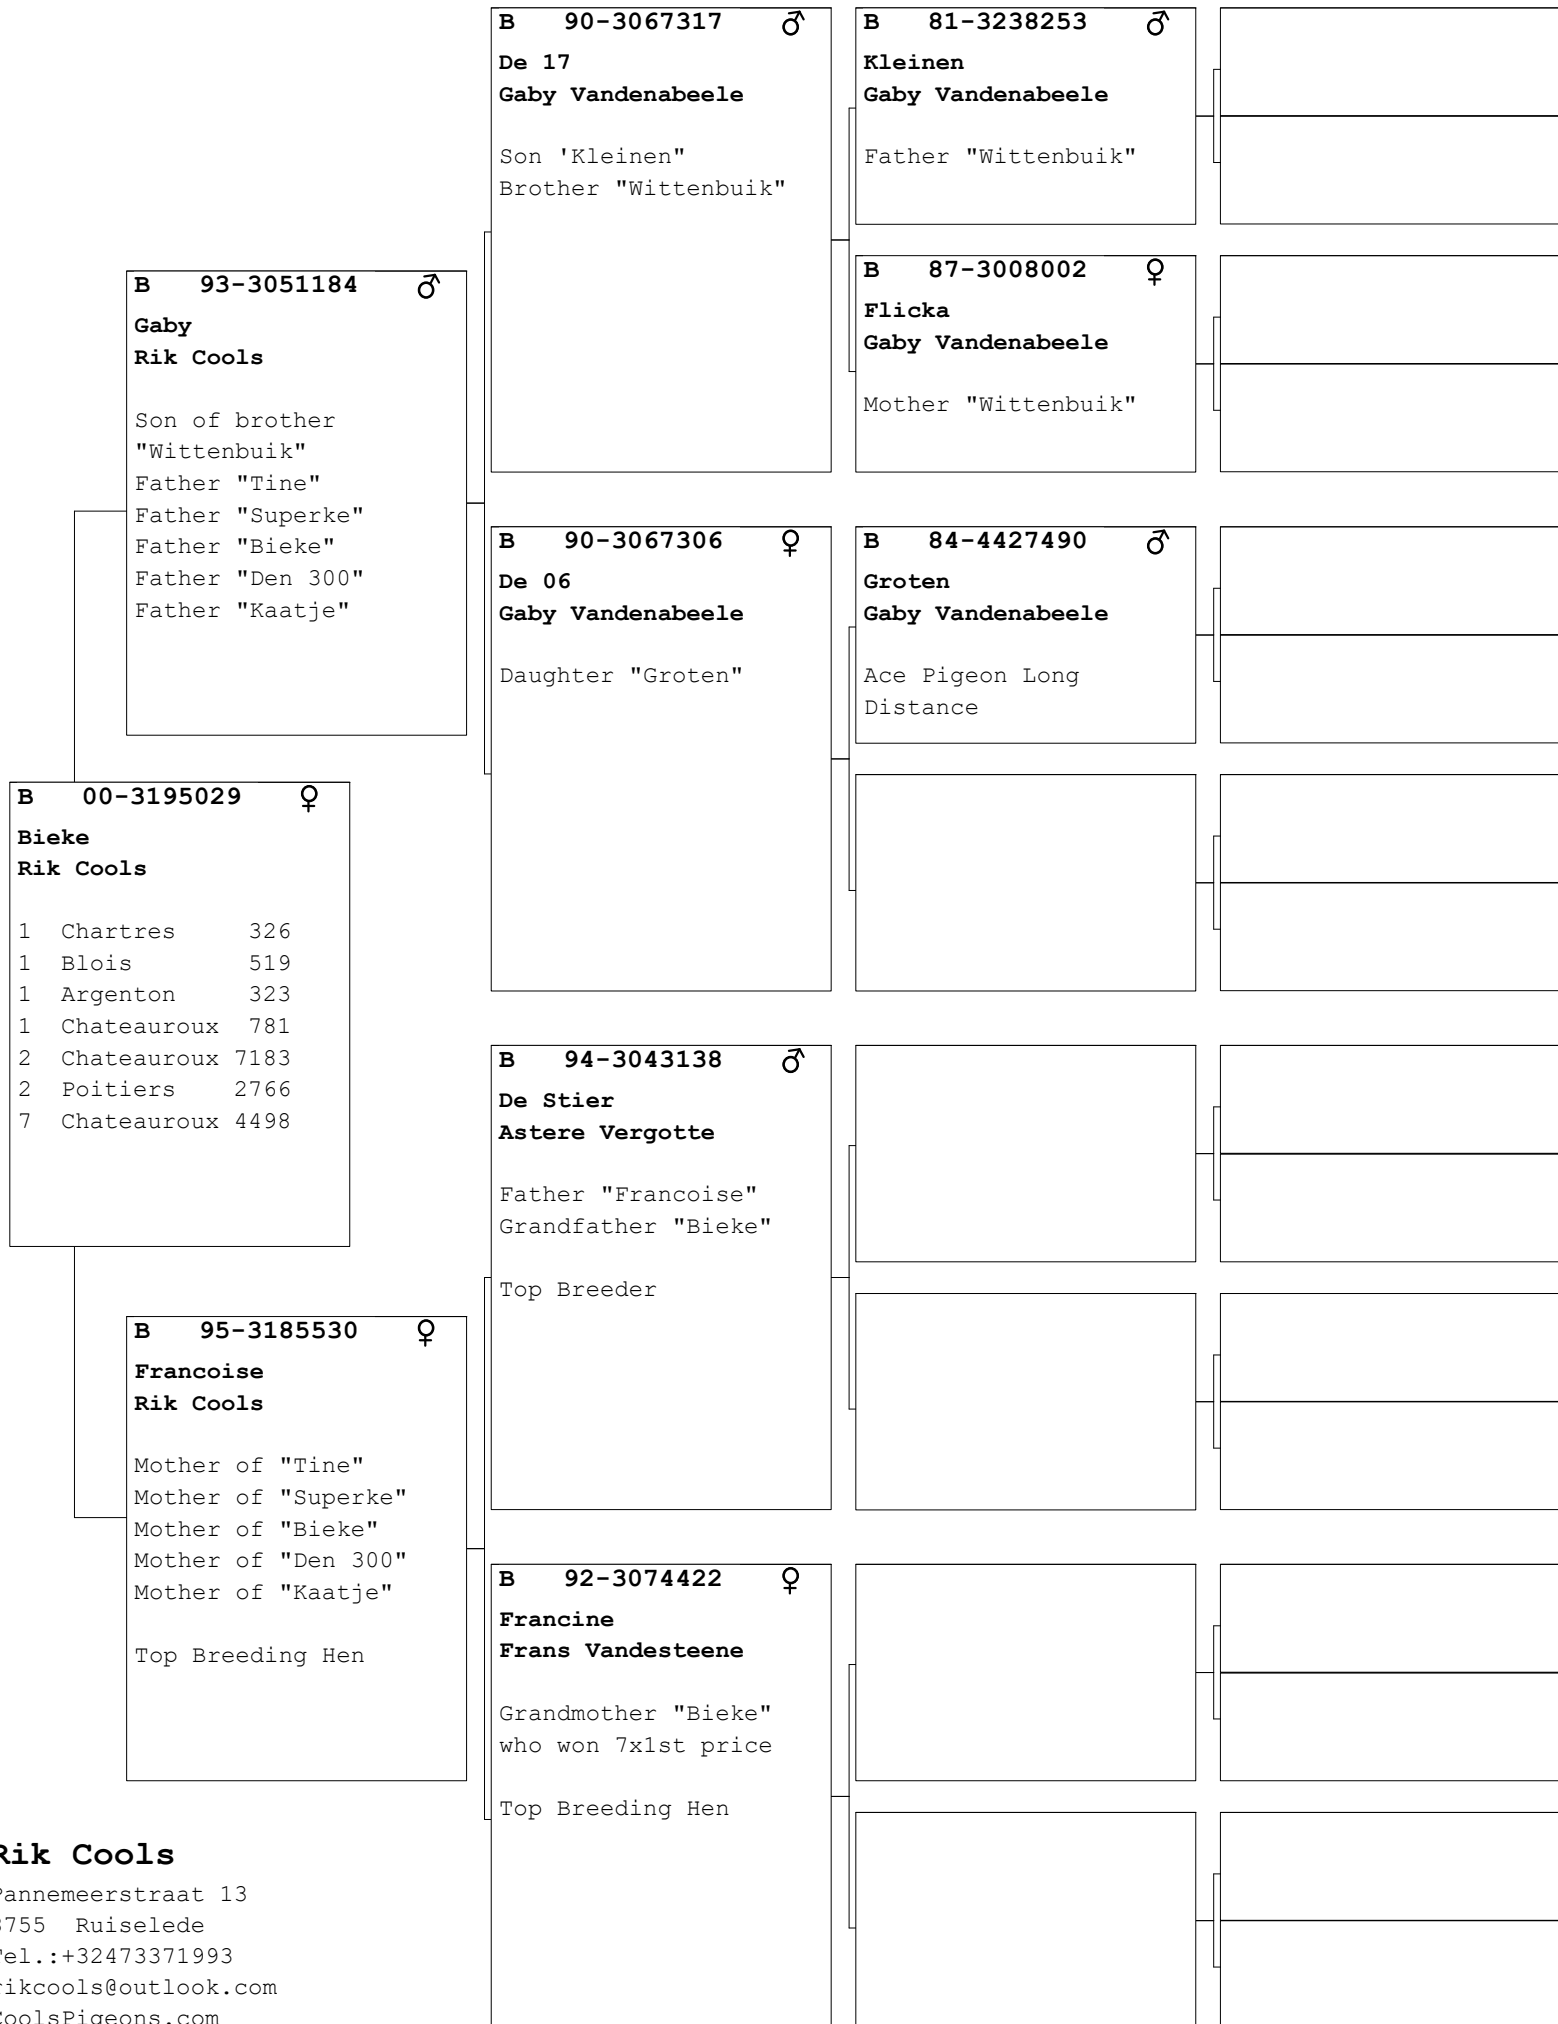 B 90-3067317 ♂
De 17
Gaby Vandenabeele
Son 'Kleinen"
Brother "Wittenbuik"
B 81-3238253 ♂
Kleinen
Gaby Vandenabeele
Father "Wittenbuik"
B 87-3008002 ♀
Flicka
Gaby Vandenabeele
Mother "Wittenbuik"
B 93-3051184 ♂
Gaby
Rik Cools
Son of brother
"Wittenbuik"
Father "Tine"
Father "Superke"
Father "Bieke"
Father "Den 300"
Father "Kaatje"
B 90-3067306 ♀
De 06
Gaby Vandenabeele
Daughter "Groten"
B 84-4427490 ♂
Groten
Gaby Vandenabeele
Ace Pigeon Long
Distance
B 00-3195029 ♀
Bieke
Rik Cools
1 Chartres 326
1 Blois 519
1 Argenton 323
1 Chateauroux 781
2 Chateauroux 7183
2 Poitiers 2766
7 Chateauroux 4498
B 94-3043138 ♂
De Stier
Astere Vergotte
Father "Francoise"
Grandfather "Bieke"
Top Breeder
B 95-3185530 ♀
Francoise
Rik Cools
Mother of "Tine"
Mother of "Superke"
Mother of "Bieke"
Mother of "Den 300"
Mother of "Kaatje"
Top Breeding Hen
B 92-3074422 ♀
Francine
Frans Vandesteene
Grandmother "Bieke"
who won 7x1st price
Top Breeding Hen
Rik Cools
Pannemeerstraat 13
8755 Ruiselede
Tel.:+32473371993
rikcools@outlook.com
CoolsPigeons.com